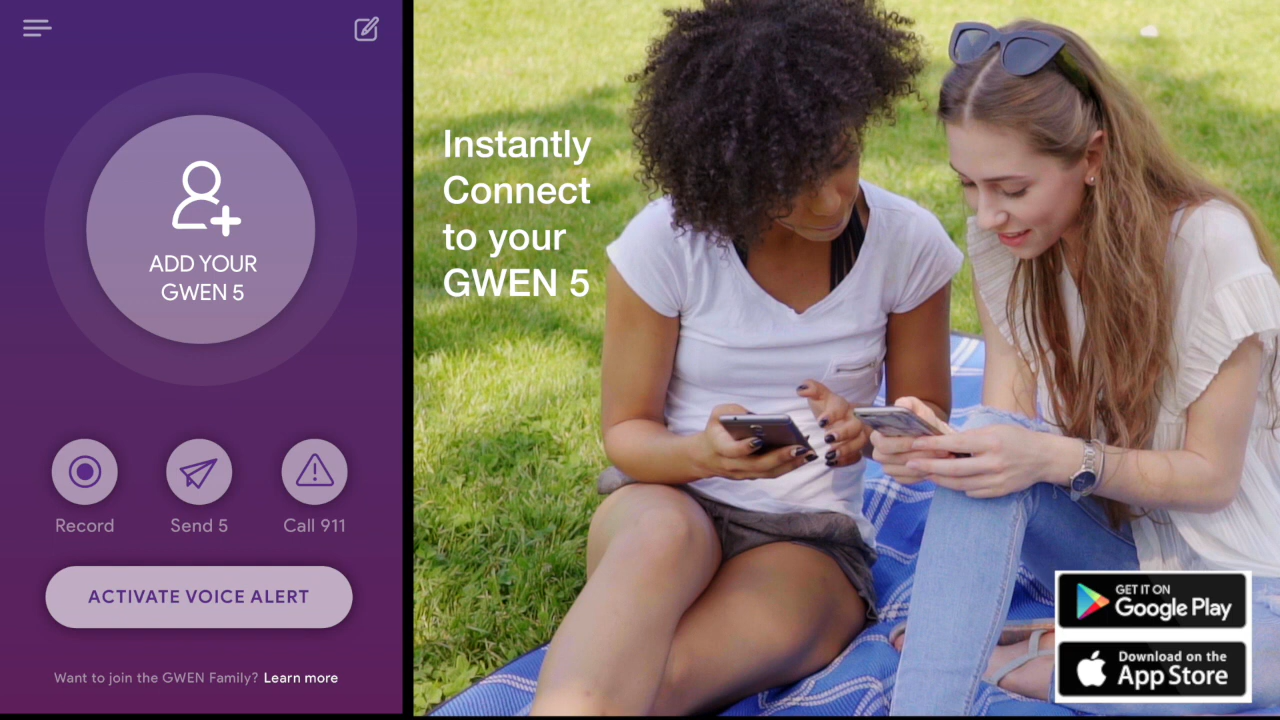 ADD YOUR
GWEN 5
Record
Send 5
Call 911
ACTIVATE VOICE ALERT
Want to join the GWEN Family? Learn more
Instantly
Connect
to your
GWEN 5
GET IT ON
Google Play
Download on the
App Store